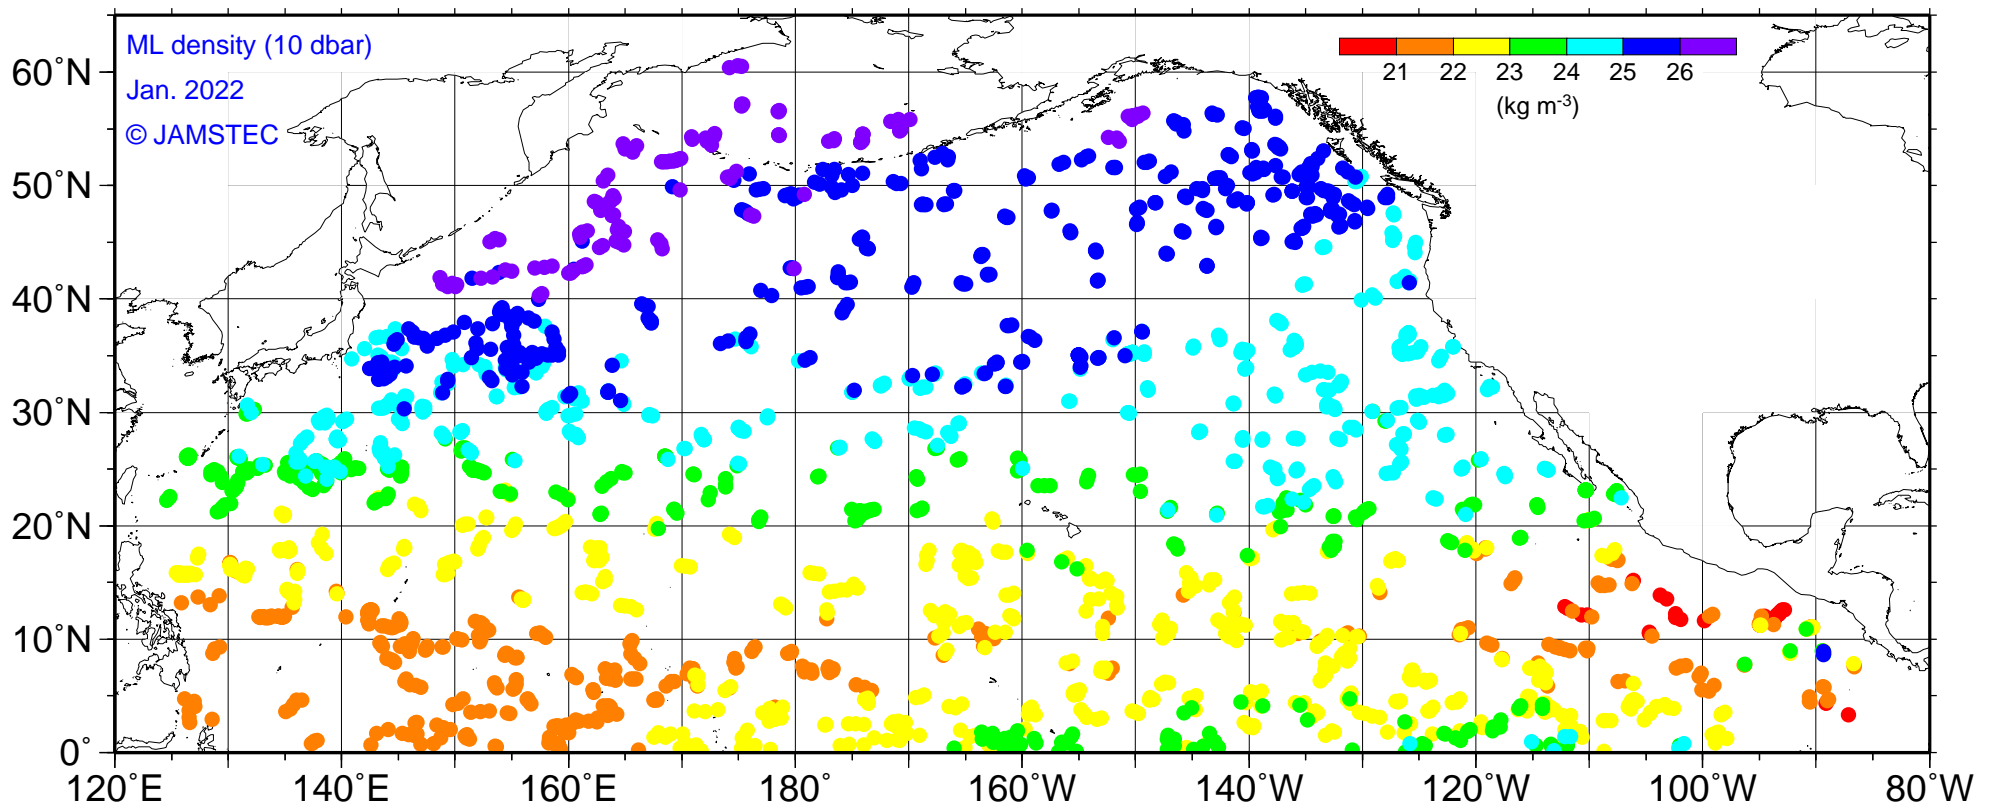 ML density (10 dbar)
Jan. 2022
© JAMSTEC
21 22 23 24 25 26
(kg m⁻³)
60˚N
50˚N
40˚N
30˚N
20˚N
10˚N
0˚
120˚E 140˚E 160˚E 180˚ 160˚W 140˚W 120˚W 100˚W 80˚W